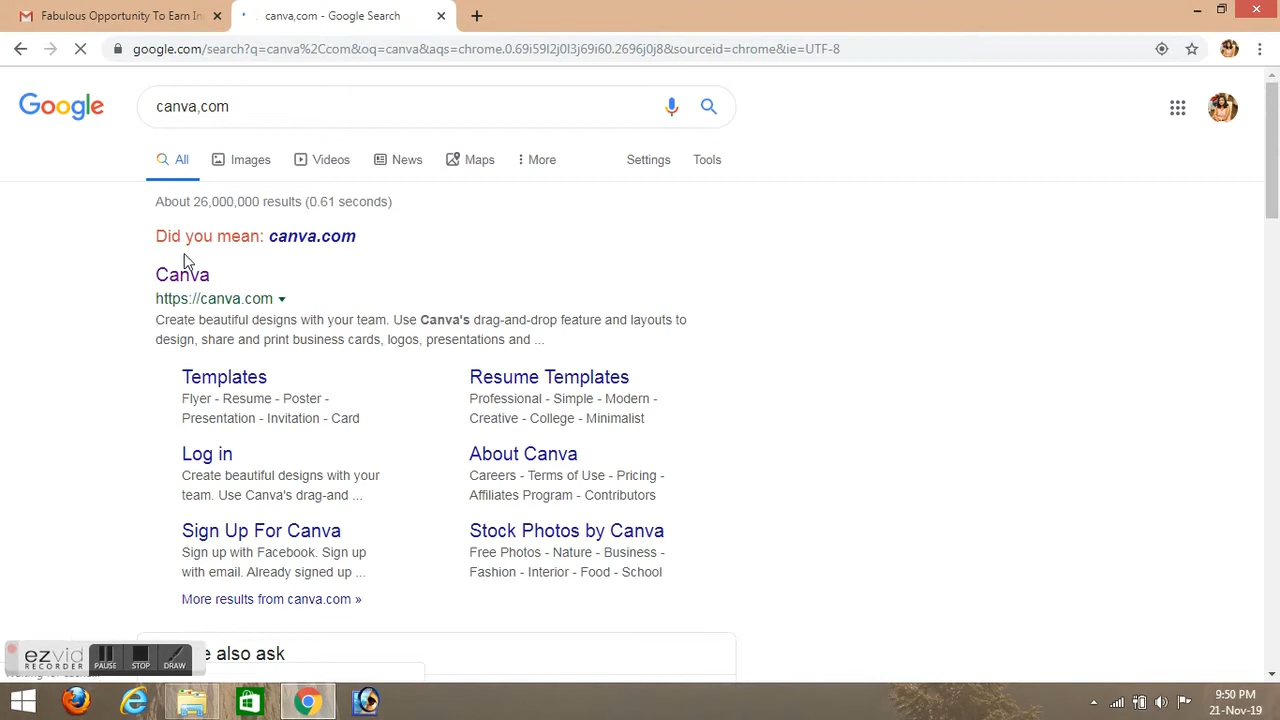 Fabulous Opportunity To Earn In
canva,com - Google Search
google.com/search?q=canva%2Ccom&oq=canva&aqs=chrome.0.69i59l2j0l3j69i60.2696j0j8&sourceid=chrome&ie=UTF-8
Google
canva,com
All
Images
Videos
News
Maps
More
Settings
Tools
About 26,000,000 results (0.61 seconds)
Did you mean: canva.com
Canva
https://canva.com
Create beautiful designs with your team. Use Canva's drag-and-drop feature and layouts to
design, share and print business cards, logos, presentations and ...
Templates
Flyer - Resume - Poster -
Presentation - Invitation - Card
Resume Templates
Professional - Simple - Modern -
Creative - College - Minimalist
Log in
Create beautiful designs with your
team. Use Canva's drag-and ...
About Canva
Careers - Terms of Use - Pricing -
Affiliates Program - Contributors
Sign Up For Canva
Sign up with Facebook. Sign up
with email. Already signed up ...
Stock Photos by Canva
Free Photos - Nature - Business -
Fashion - Interior - Food - School
More results from canva.com »
e also ask
ezvid
RECORDER
PAUSE
STOP
DRAW
9:50 PM
21-Nov-19